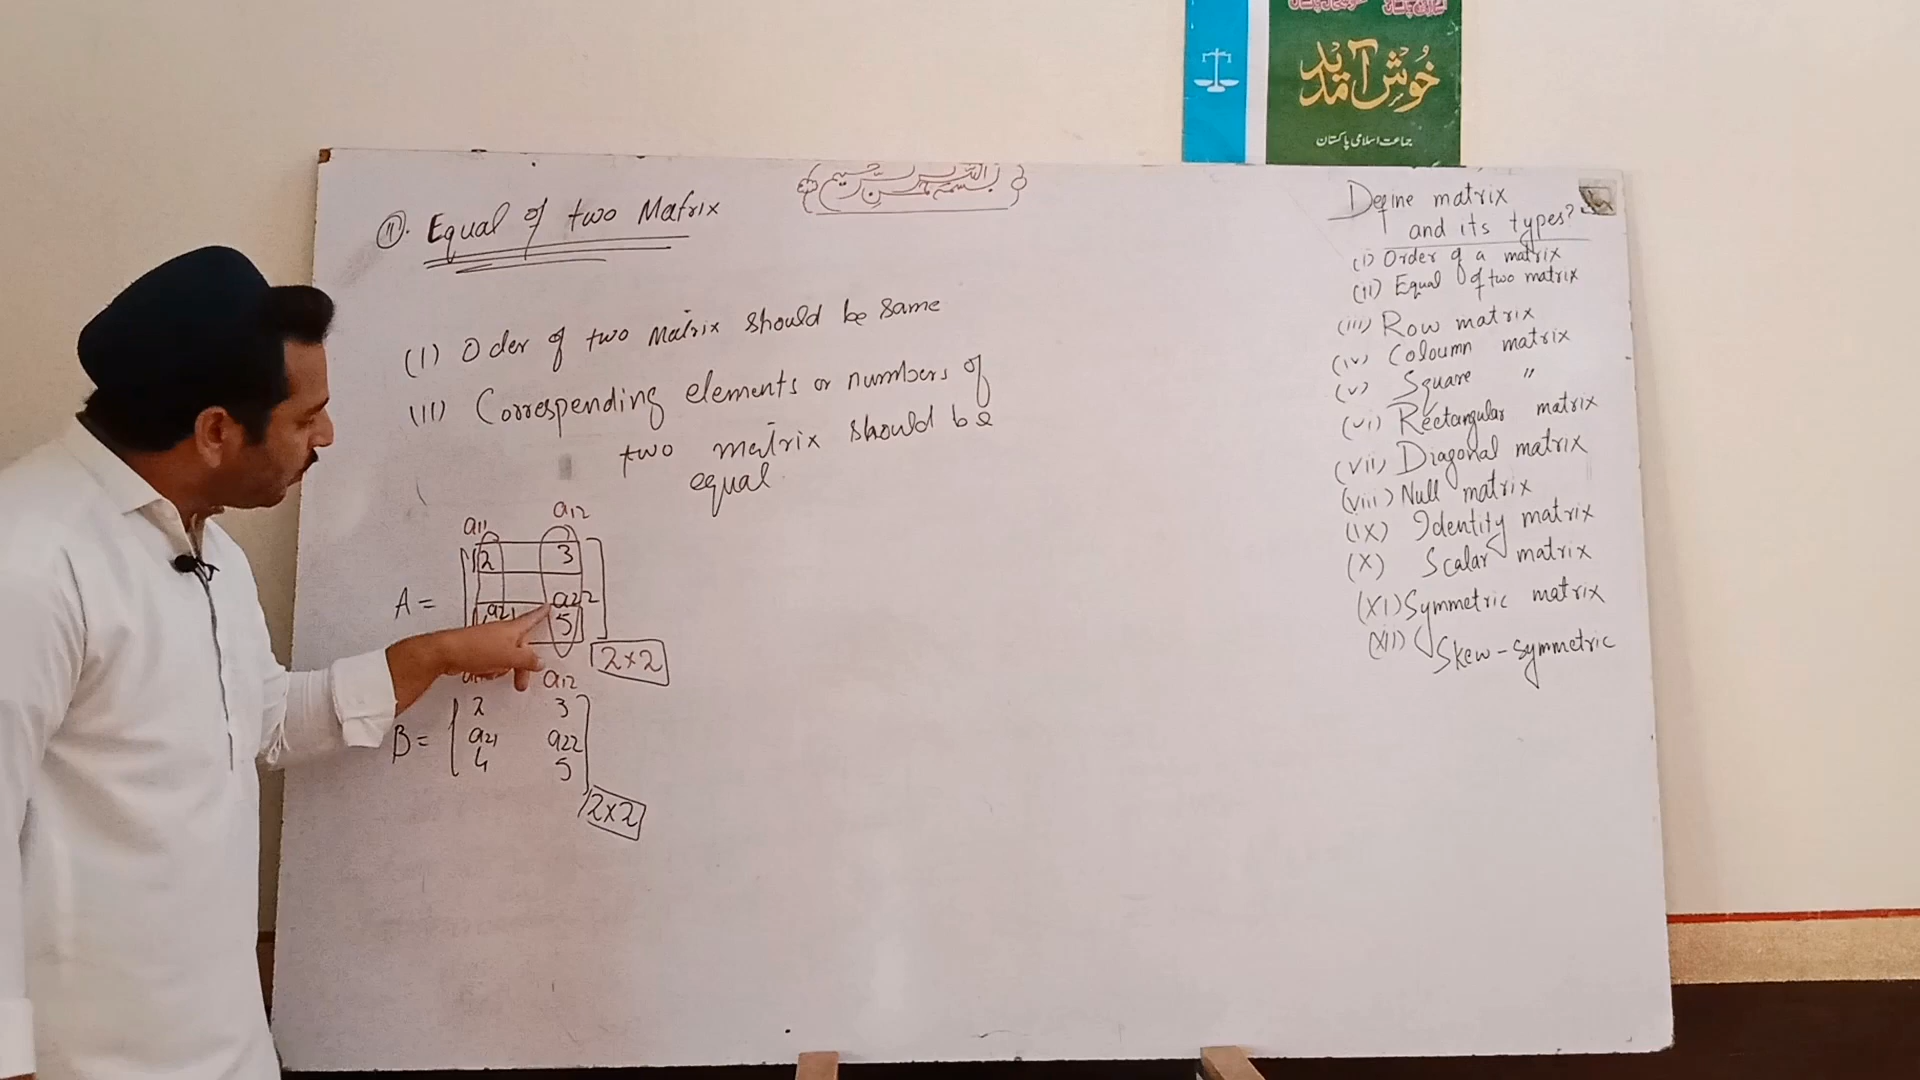 خوش آمدید
جماعت اسلامی پاکستان
(II). Equal of two Matrix
(I) Oder of two Matrix should be same
(II) Corresponding elements or numbers of
two matrix should be
equal.
a11 a12
2 3
A =
a21 a22
5
2×2
a12
2 3
B = a21 a22
4 5
2×2
Define matrix
and its types?
(i) Order of a matrix
(ii) Equal of two matrix
(iii) Row matrix
(iv) Coloumn matrix
(v) Square "
(vi) Rectangular matrix
(vii) Diagonal matrix
(viii) Null matrix
(ix) Identity matrix
(X) Scalar matrix
(XI) Symmetric matrix
(XII) Skew-symmetric